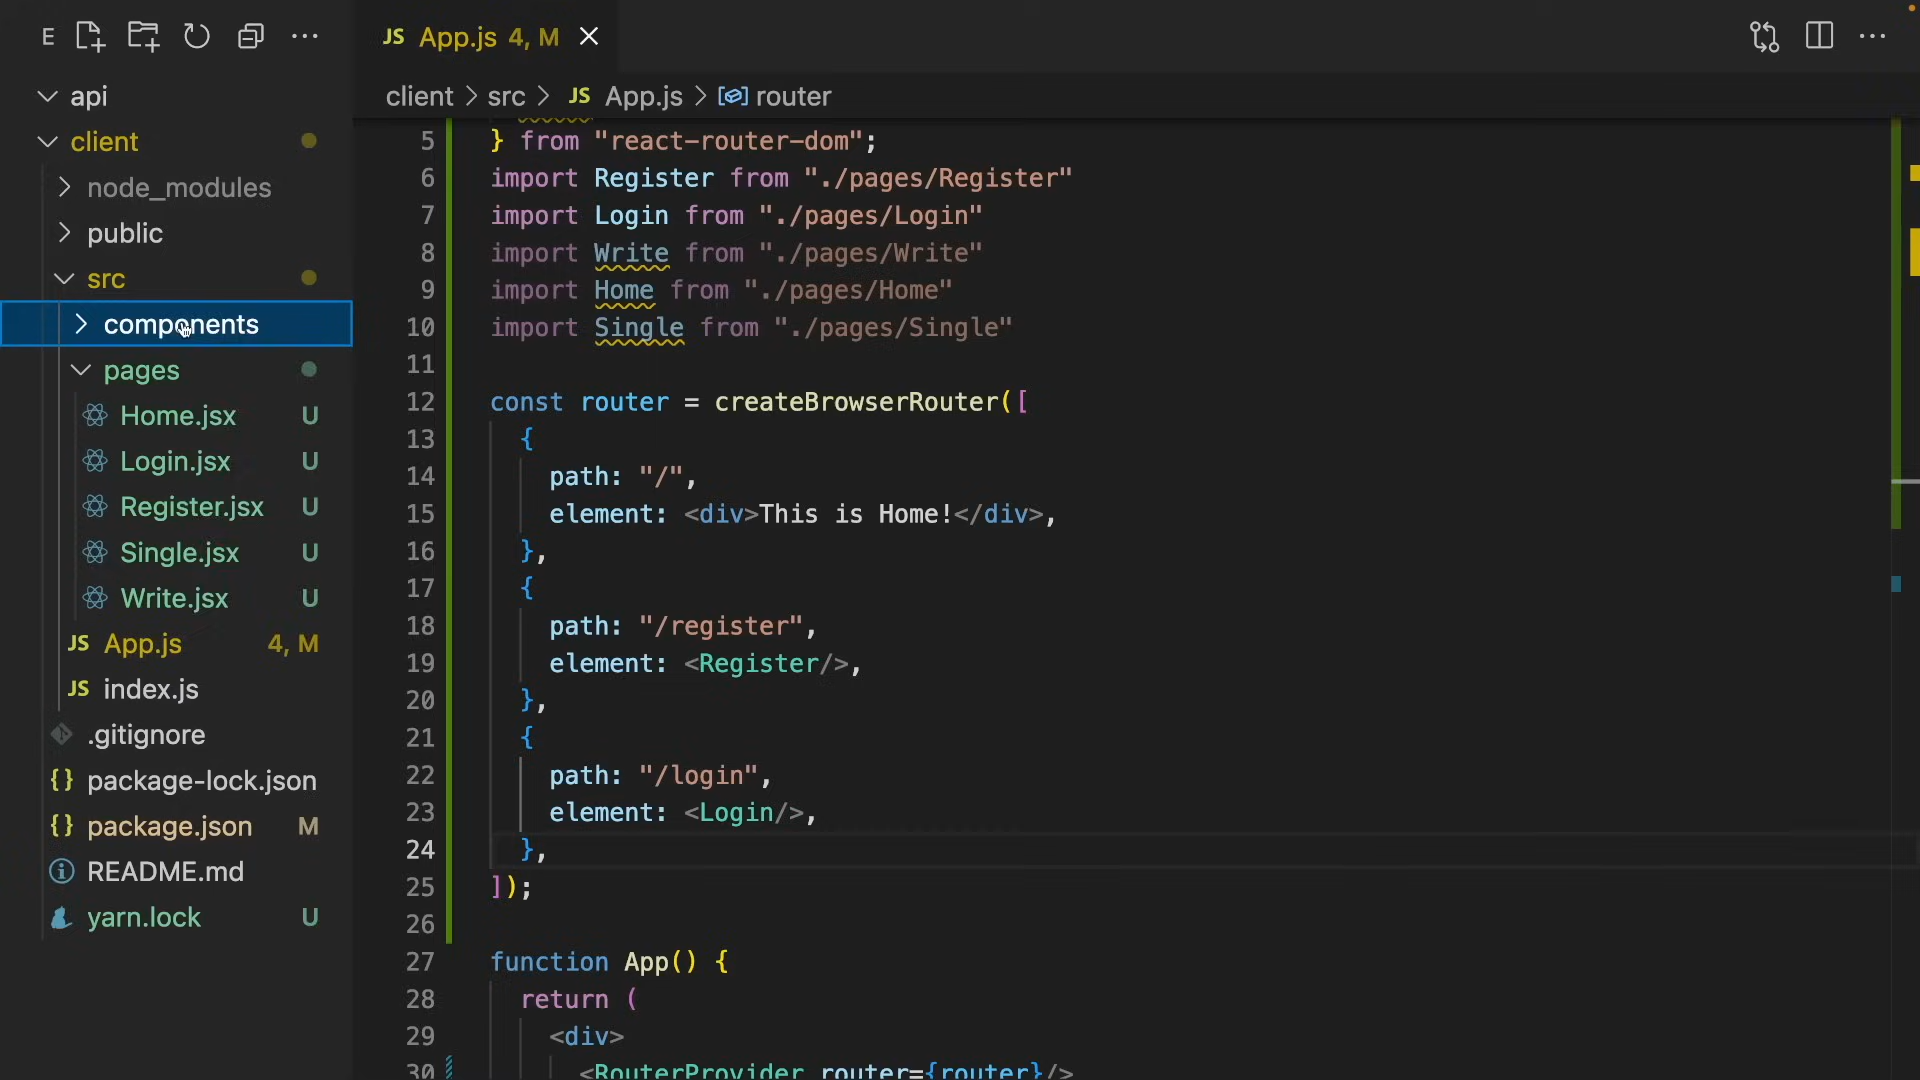 E
api
client
node_modules
public
src
components
pages
Home.jsx U
Login.jsx U
Register.jsx U
Single.jsx U
Write.jsx U
JS App.js 4, M
JS index.js
.gitignore
{} package-lock.json
{} package.json M
README.md
yarn.lock U
JS App.js 4, M
client > src > JS App.js > router
5 } from "react-router-dom";
6 import Register from "./pages/Register"
7 import Login from "./pages/Login"
8 import Write from "./pages/Write"
9 import Home from "./pages/Home"
10 import Single from "./pages/Single"
11
12 const router = createBrowserRouter([
13 {
14 path: "/",
15 element: <div>This is Home!</div>,
16 },
17 {
18 path: "/register",
19 element: <Register/>,
20 },
21 {
22 path: "/login",
23 element: <Login/>,
24 },
25 ]);
26
27 function App() {
28 return (
29 <div>
30 <RouterProvider router={router}/>